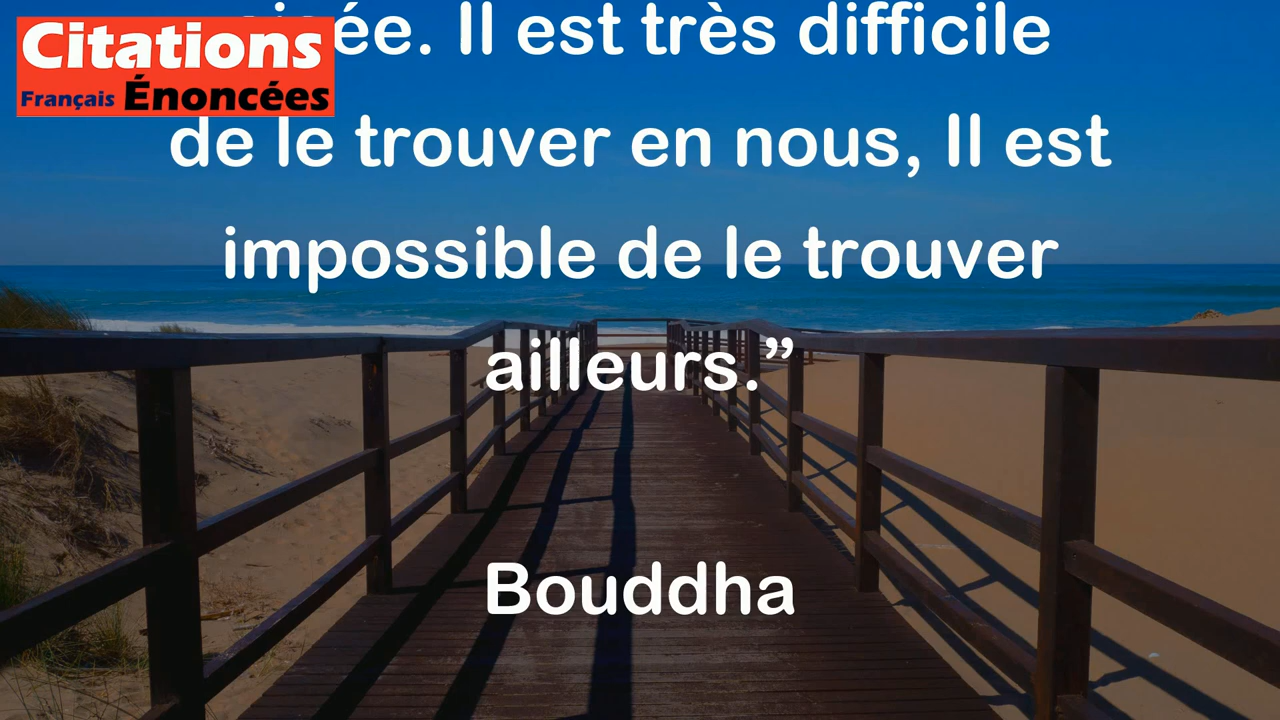 Citations
Français Énoncées
. Il est très difficile
de le trouver en nous, Il est
impossible de le trouver
ailleurs.”
Bouddha